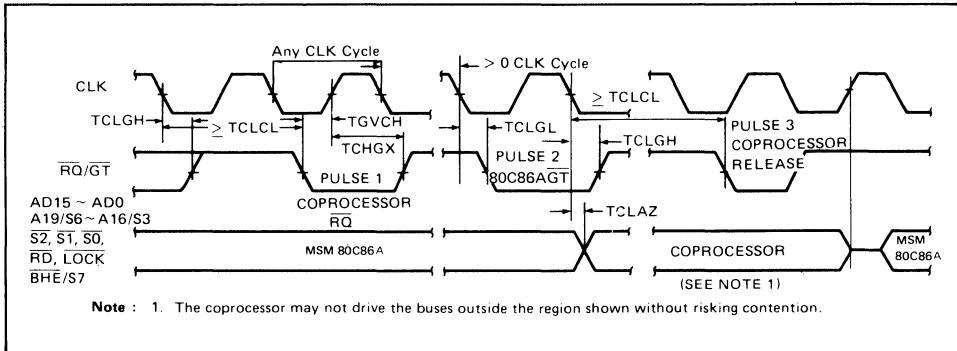 Any CLK Cycle
> 0 CLK Cycle
CLK
≥ TCLCL
TCLGH
≥ TCLCL
TGVCH
TCLGL
TCHGX
TCLGH
PULSE 3
COPROCESSOR
RELEASE
RQ/GT
PULSE 1
COPROCESSOR
RQ
PULSE 2
80C86AGT
AD15 ~ AD0
A19/S6 ~ A16/S3
S2, S1, S0,
RD, LOCK
BHE/S7
TCLAZ
MSM 80C86A
COPROCESSOR
(SEE NOTE 1)
MSM
80C86A
Note : 1. The coprocessor may not drive the buses outside the region shown without risking contention.